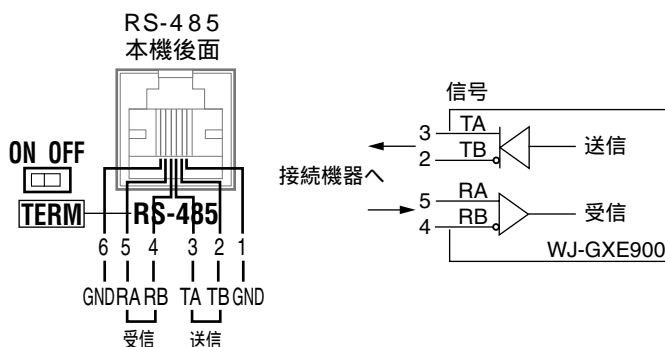 RS-485
本機後面
ON OFF
TERM
RS-485
6 5 4 3 2 1
GND RA RB TA TB GND
受信 送信
信号
3 TA
2 TB
送信
接続機器へ
5 RA
4 RB
受信
WJ-GXE900